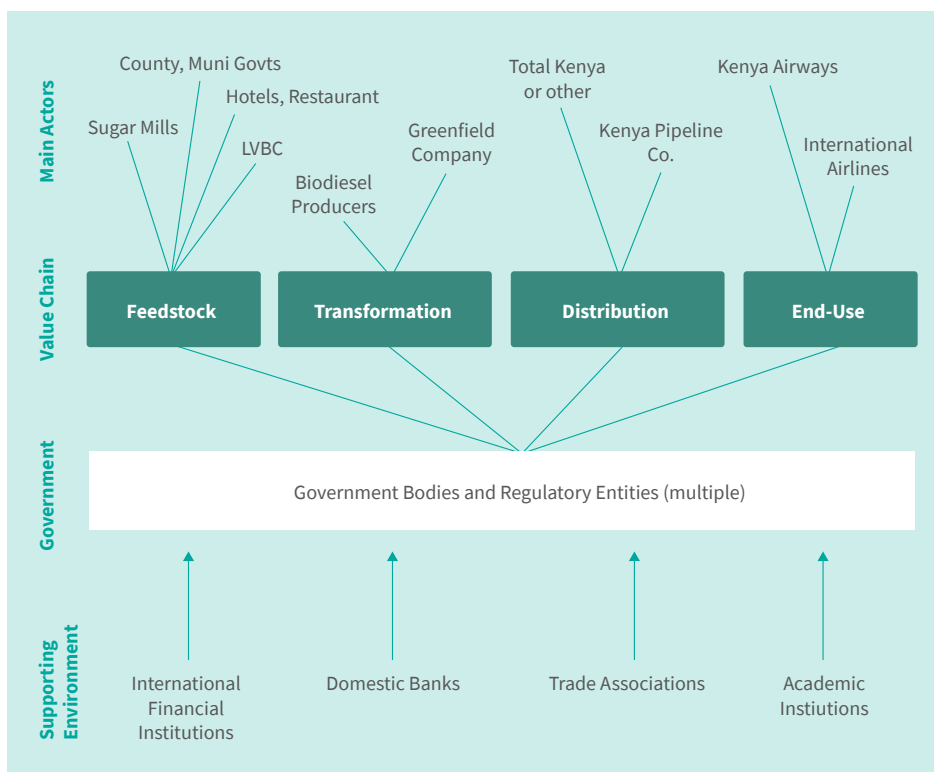 Main Actors
County, Muni Govts
Hotels, Restaurant
Sugar Mills
LVBC
Biodiesel
Producers
Greenfield
Company
Total Kenya
or other
Kenya Pipeline
Co.
Kenya Airways
International
Airlines
Value Chain
Feedstock
Transformation
Distribution
End-Use
Government
Government Bodies and Regulatory Entities (multiple)
Supporting
Environment
International
Financial
Institutions
Domestic Banks
Trade Associations
Academic
Instiutions